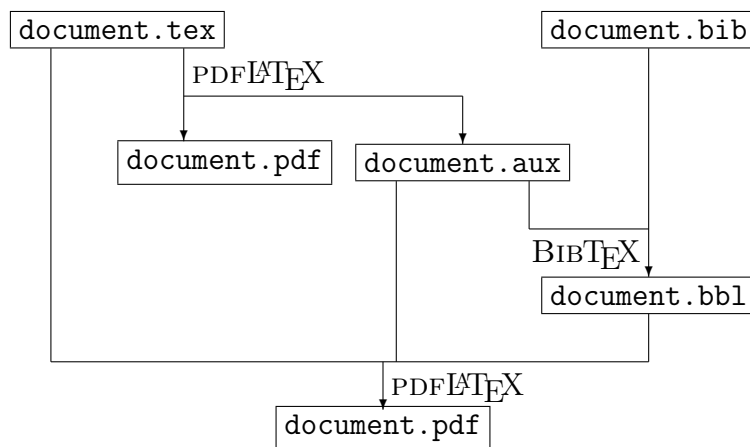 document.tex
document.bib
PDFLATEX
document.pdf
document.aux
BIBTEX
document.bbl
PDFLATEX
document.pdf